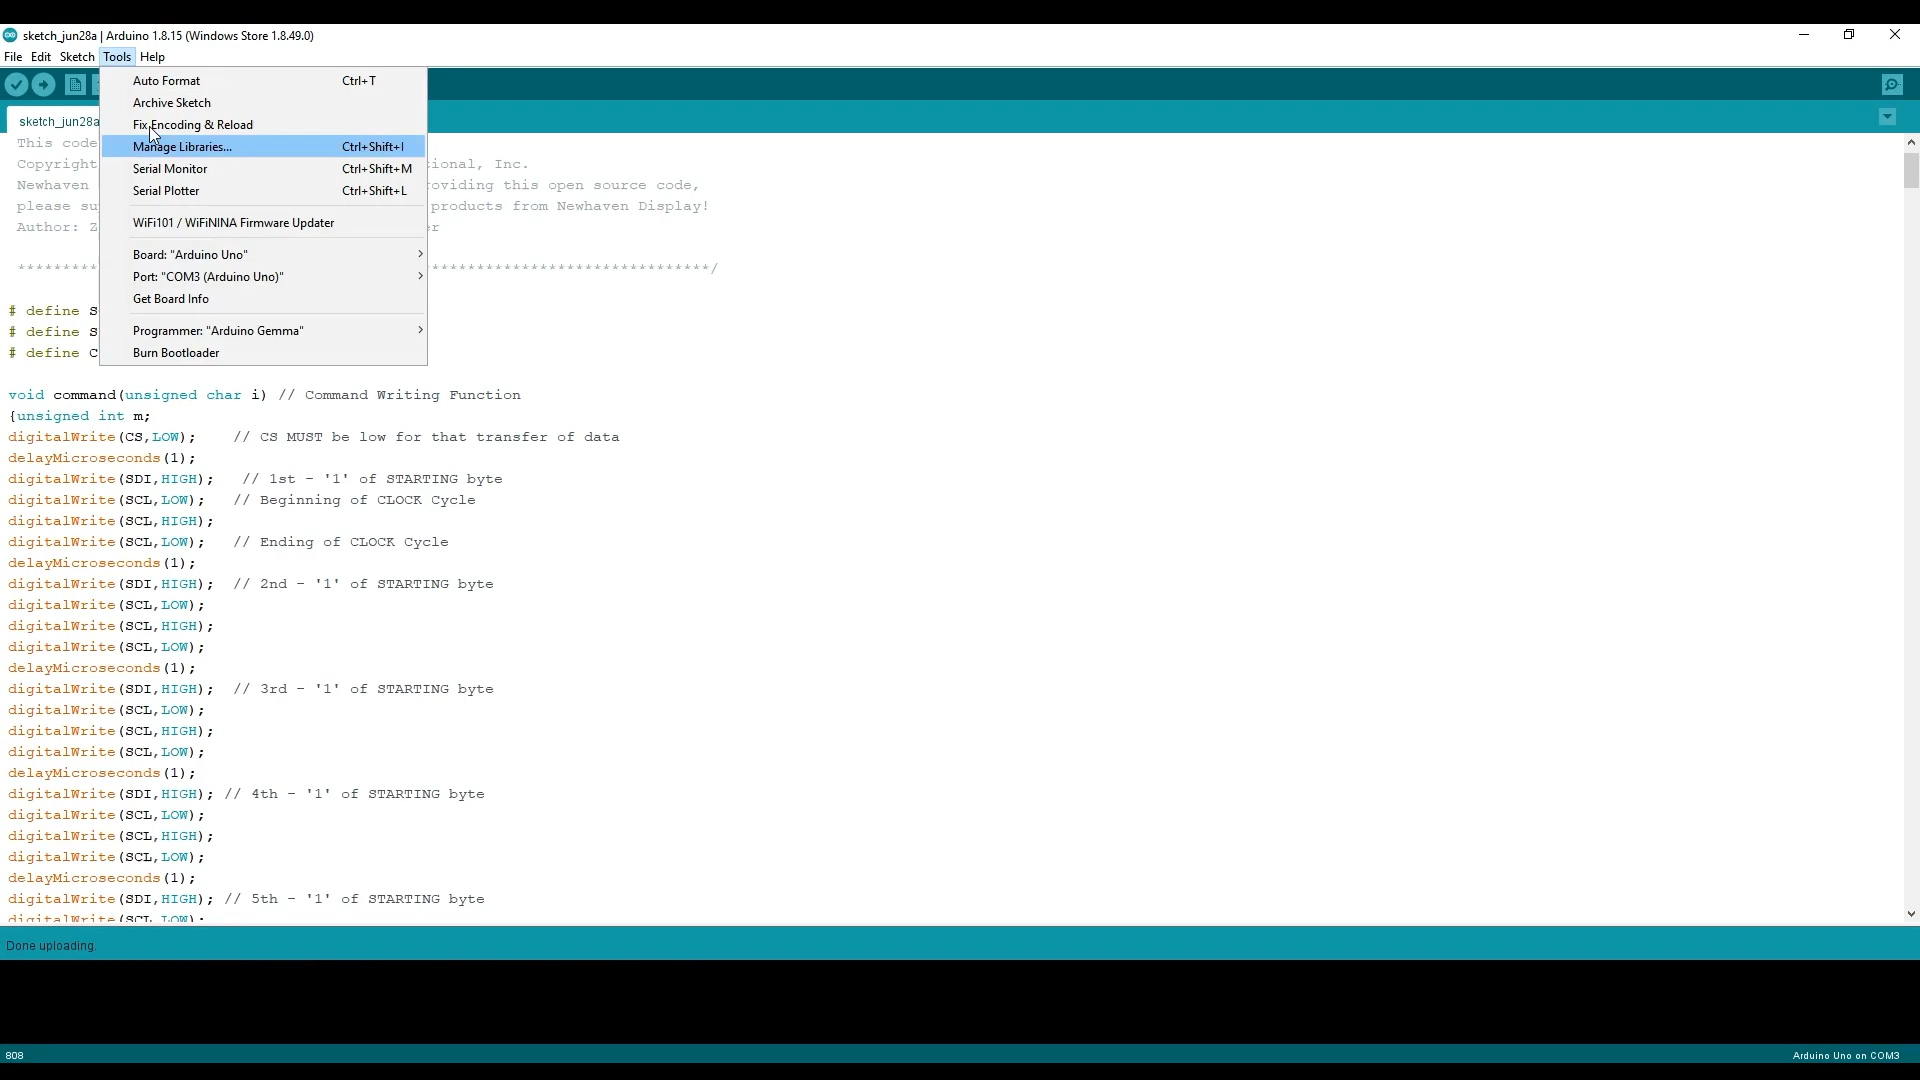 sketch_jun28a | Arduino 1.8.15 (Windows Store 1.8.49.0)
File Edit Sketch Tools Help
Auto Format Ctrl+T
Archive Sketch
Fix Encoding & Reload
Manage Libraries... Ctrl+Shift+I
Serial Monitor Ctrl+Shift+M
Serial Plotter Ctrl+Shift+L
WiFi101 / WiFiNINA Firmware Updater
Board: "Arduino Uno"
Port: "COM3 (Arduino Uno)"
Get Board Info
Programmer: "Arduino Gemma"
Burn Bootloader
sketch_jun28a
This code
Copyright ional, Inc.
Newhaven oviding this open source code,
please su products from Newhaven Display!
Author: Z er
********* ********************************/
# define S
# define S
# define C
void command(unsigned char i) // Command Writing Function
{unsigned int m;
digitalWrite(CS,LOW); // CS MUST be low for that transfer of data
delayMicroseconds(1);
digitalWrite(SDI,HIGH); // 1st - '1' of STARTING byte
digitalWrite(SCL,LOW); // Beginning of CLOCK Cycle
digitalWrite(SCL,HIGH);
digitalWrite(SCL,LOW); // Ending of CLOCK Cycle
delayMicroseconds(1);
digitalWrite(SDI,HIGH); // 2nd - '1' of STARTING byte
digitalWrite(SCL,LOW);
digitalWrite(SCL,HIGH);
digitalWrite(SCL,LOW);
delayMicroseconds(1);
digitalWrite(SDI,HIGH); // 3rd - '1' of STARTING byte
digitalWrite(SCL,LOW);
digitalWrite(SCL,HIGH);
digitalWrite(SCL,LOW);
delayMicroseconds(1);
digitalWrite(SDI,HIGH); // 4th - '1' of STARTING byte
digitalWrite(SCL,LOW);
digitalWrite(SCL,HIGH);
digitalWrite(SCL,LOW);
delayMicroseconds(1);
digitalWrite(SDI,HIGH); // 5th - '1' of STARTING byte
digitalWrite(SCL,LOW);
Done uploading.
808 Arduino Uno on COM3